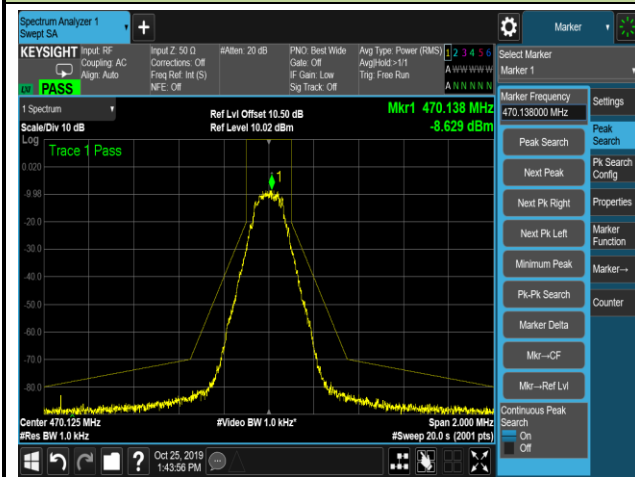 Spectrum Analyzer 1
Swept SA
+
Marker
KEYSIGHT
Input: RF
Coupling: AC
Align: Auto
Input Z: 50 Ω
Corrections: Off
Freq Ref: Int (S)
NFE: Off
#Atten: 20 dB
PNO: Best Wide
Gate: Off
IF Gain: Low
Sig Track: Off
Avg Type: Power (RMS)
Avg|Hold >1/1
Trig: Free Run
1 2 3 4 5 6
A W W W W W
A N N N N N
PASS
Select Marker
Marker 1
1 Spectrum
Scale/Div 10 dB
Ref Lvl Offset 10.50 dB
Ref Level 10.02 dBm
Mkr1 470.138 MHz
-8.629 dBm
Log
Trace 1 Pass
1
0.020
-9.98
-20.0
-30.0
-40.0
-50.0
-60.0
-70.0
-80.0
Center 470.125 MHz
#Res BW 1.0 kHz
#Video BW 1.0 kHz*
Span 2.000 MHz
#Sweep 20.0 s (2001 pts)
Marker Frequency
470.138000 MHz
Peak Search
Next Peak
Next Pk Right
Next Pk Left
Minimum Peak
Pk-Pk Search
Marker Delta
Mkr→CF
Mkr→Ref Lvl
Continuous Peak
Search
On
Off
Settings
Peak
Search
Pk Search
Config
Properties
Marker
Function
Marker→
Counter
?
Oct 25, 2019
1:43:56 PM